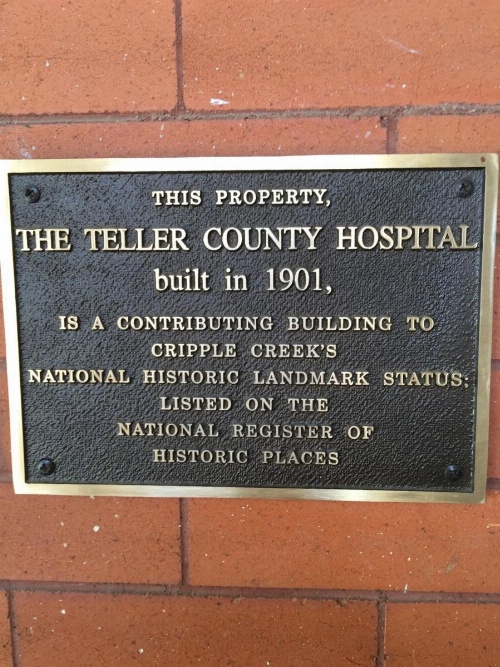 THIS PROPERTY,
THE TELLER COUNTY HOSPITAL
built in 1901,
IS A CONTRIBUTING BUILDING TO
CRIPPLE CREEK'S
NATIONAL HISTORIC LANDMARK STATUS;
LISTED ON THE
NATIONAL REGISTER OF
HISTORIC PLACES